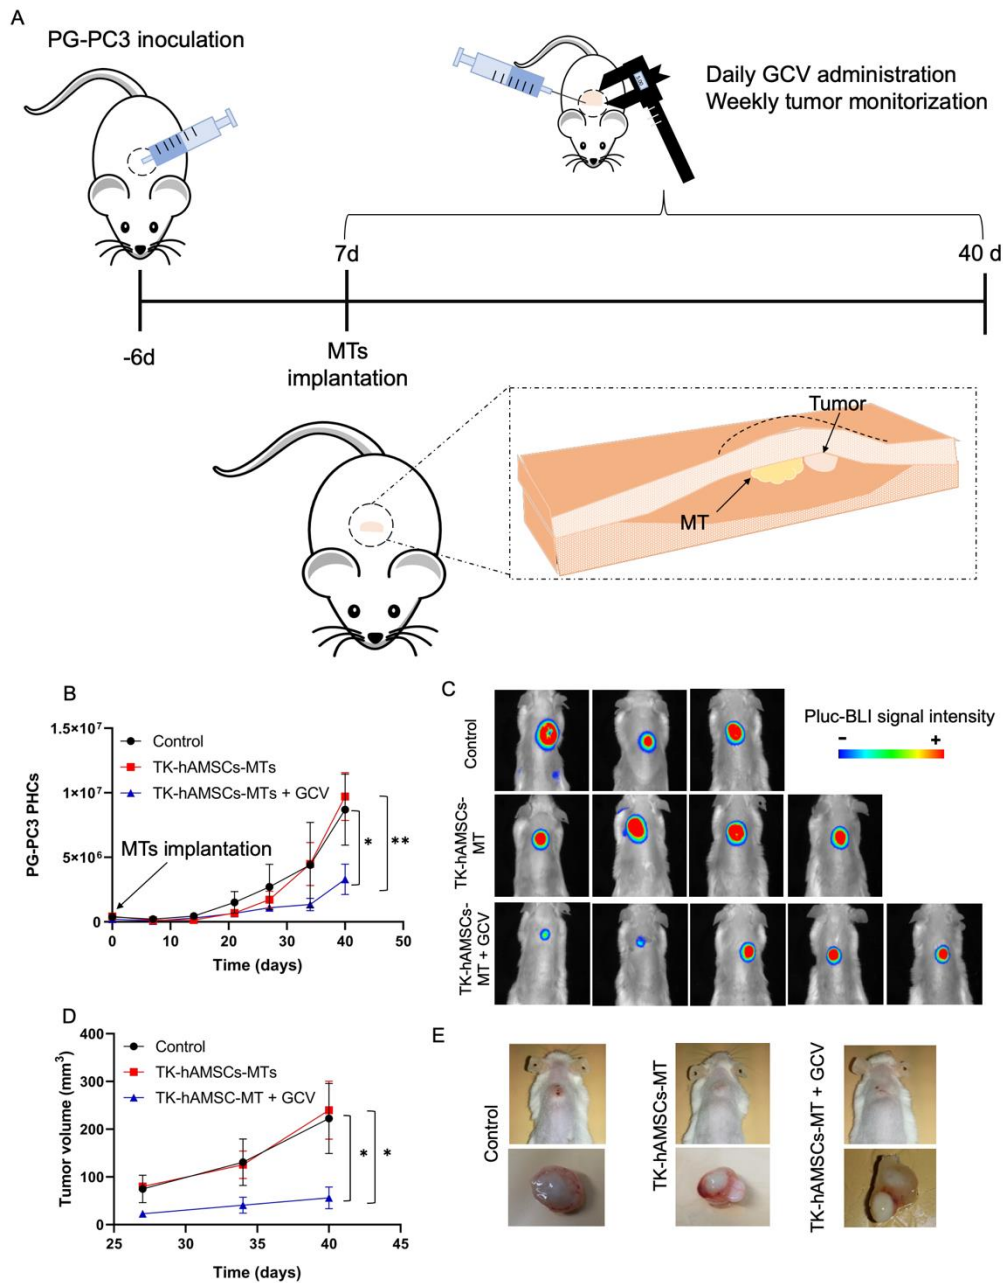 A
PG-PC3 inoculation
Daily GCV administration
Weekly tumor monitorization
7d
40 d
-6d
MTs
implantation
Tumor
MT
B
1.5×10⁷
1×10⁷
5×10⁶
0
PG-PC3 PHCs
Control
TK-hAMSCs-MTs
TK-hAMSCs-MTs + GCV
MTs implantation
*
**
0 10 20 30 40 50
Time (days)
C
Control
TK-hAMSCs-
MT
TK-hAMSCs-
MT + GCV
Pluc-BLI signal intensity
- +
D
400
300
200
100
0
Tumor volume (mm³)
Control
TK-hAMSCs-MTs
TK-hAMSC-MT + GCV
*
*
25 30 35 40 45
Time (days)
E
Control
TK-hAMSCs-MT
TK-hAMSCs-MT + GCV